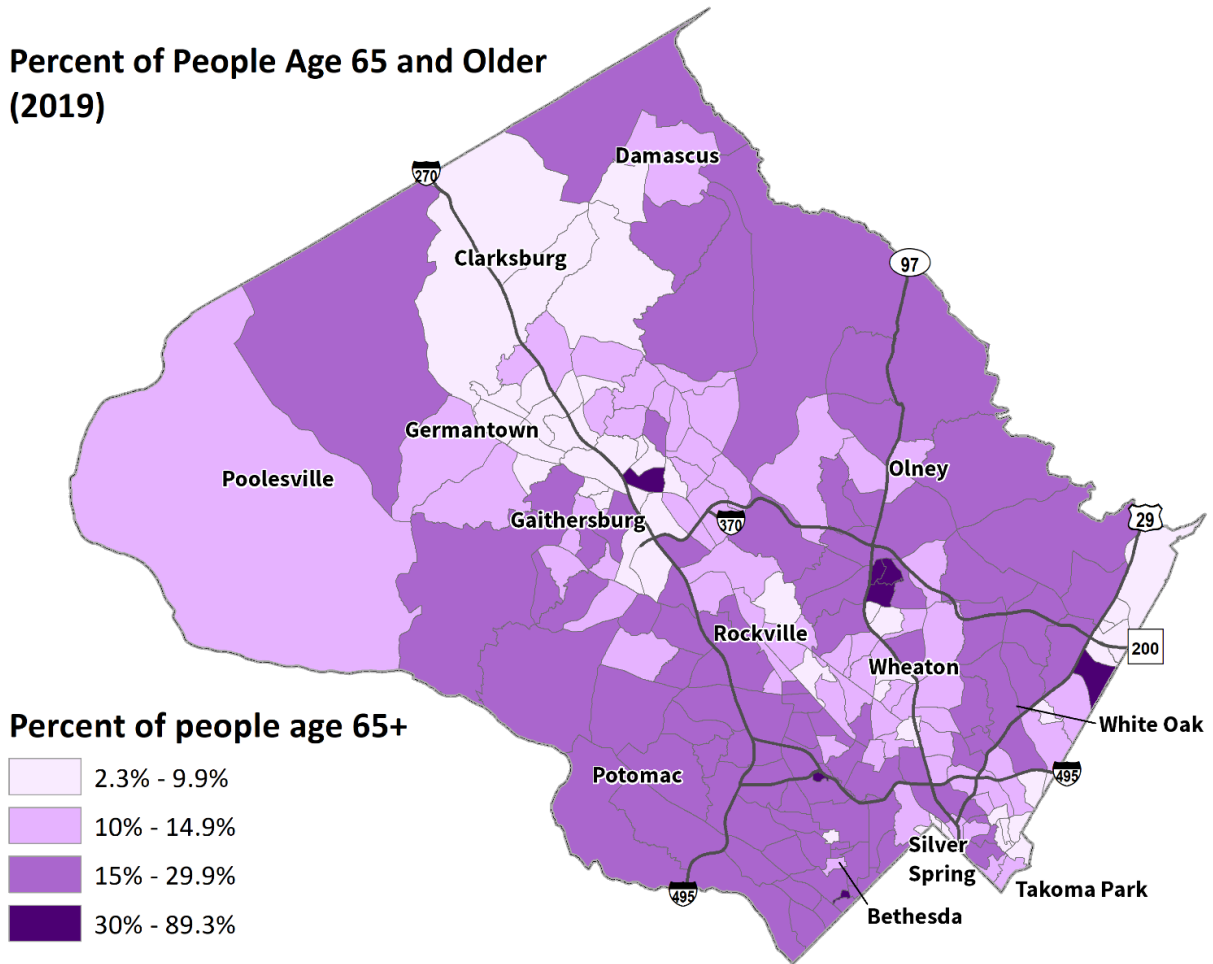 Percent of People Age 65 and Older
(2019)
Damascus
270
Clarksburg
97
Germantown
Olney
Poolesville
Gaithersburg
370
29
Rockville
200
Wheaton
White Oak
Percent of people age 65+
2.3% - 9.9%
Potomac
495
10% - 14.9%
Silver
Spring
15% - 29.9%
Takoma Park
495
Bethesda
30% - 89.3%